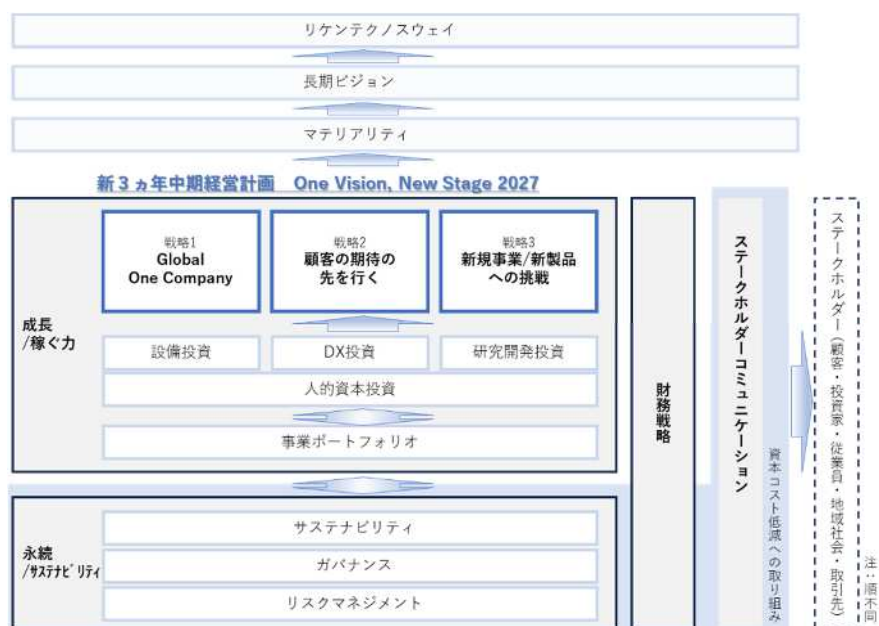 リケンテクノスウェイ
長期ビジョン
マテリアリティ
新３ヵ年中期経営計画　One Vision, New Stage 2027
成長
/稼ぐ力
戦略1
Global
One Company
戦略2
顧客の期待の
先を行く
戦略3
新規事業/新製品
への挑戦
設備投資
DX投資
研究開発投資
人的資本投資
事業ポートフォリオ
永続
/ｻｽﾃﾅﾋﾞﾘﾃｨ
サステナビリティ
ガバナンス
リスクマネジメント
財務戦略
ステークホルダーコミュニケーション
資本コスト低減への取り組み
ステークホルダー（顧客・投資家・従業員・地域社会・取引先）
注：順不同